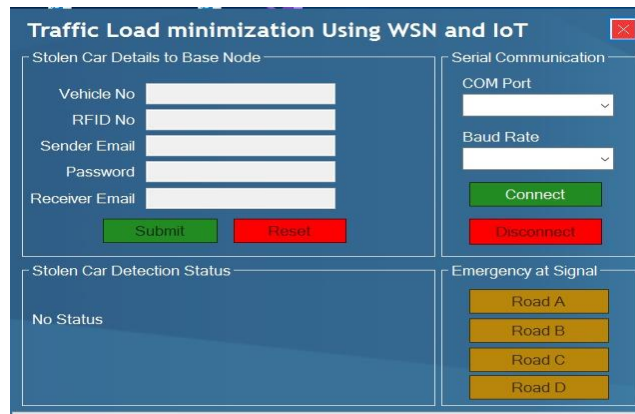 Traffic Load minimization Using WSN and IoT
Stolen Car Details to Base Node
Vehicle No
RFID No
Sender Email
Password
Receiver Email
Submit Reset
Serial Communication
COM Port
Baud Rate
Connect
Disconnect
Stolen Car Detection Status
No Status
Emergency at Signal
Road A
Road B
Road C
Road D